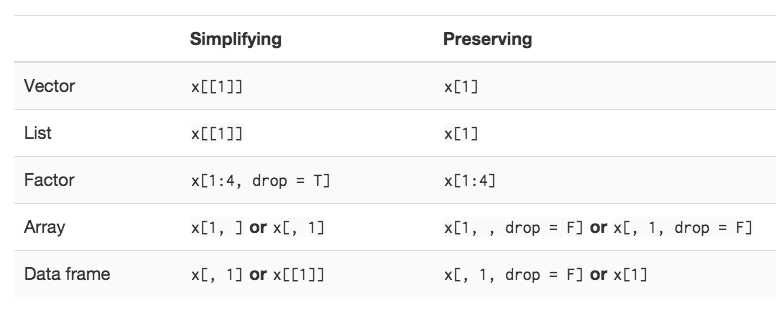 Simplifying Preserving
Vector x[[1]] x[1]
List x[[1]] x[1]
Factor x[1:4, drop = T] x[1:4]
Array x[1, ] or x[, 1] x[1, , drop = F] or x[, 1, drop = F]
Data frame x[, 1] or x[[1]] x[, 1, drop = F] or x[1]